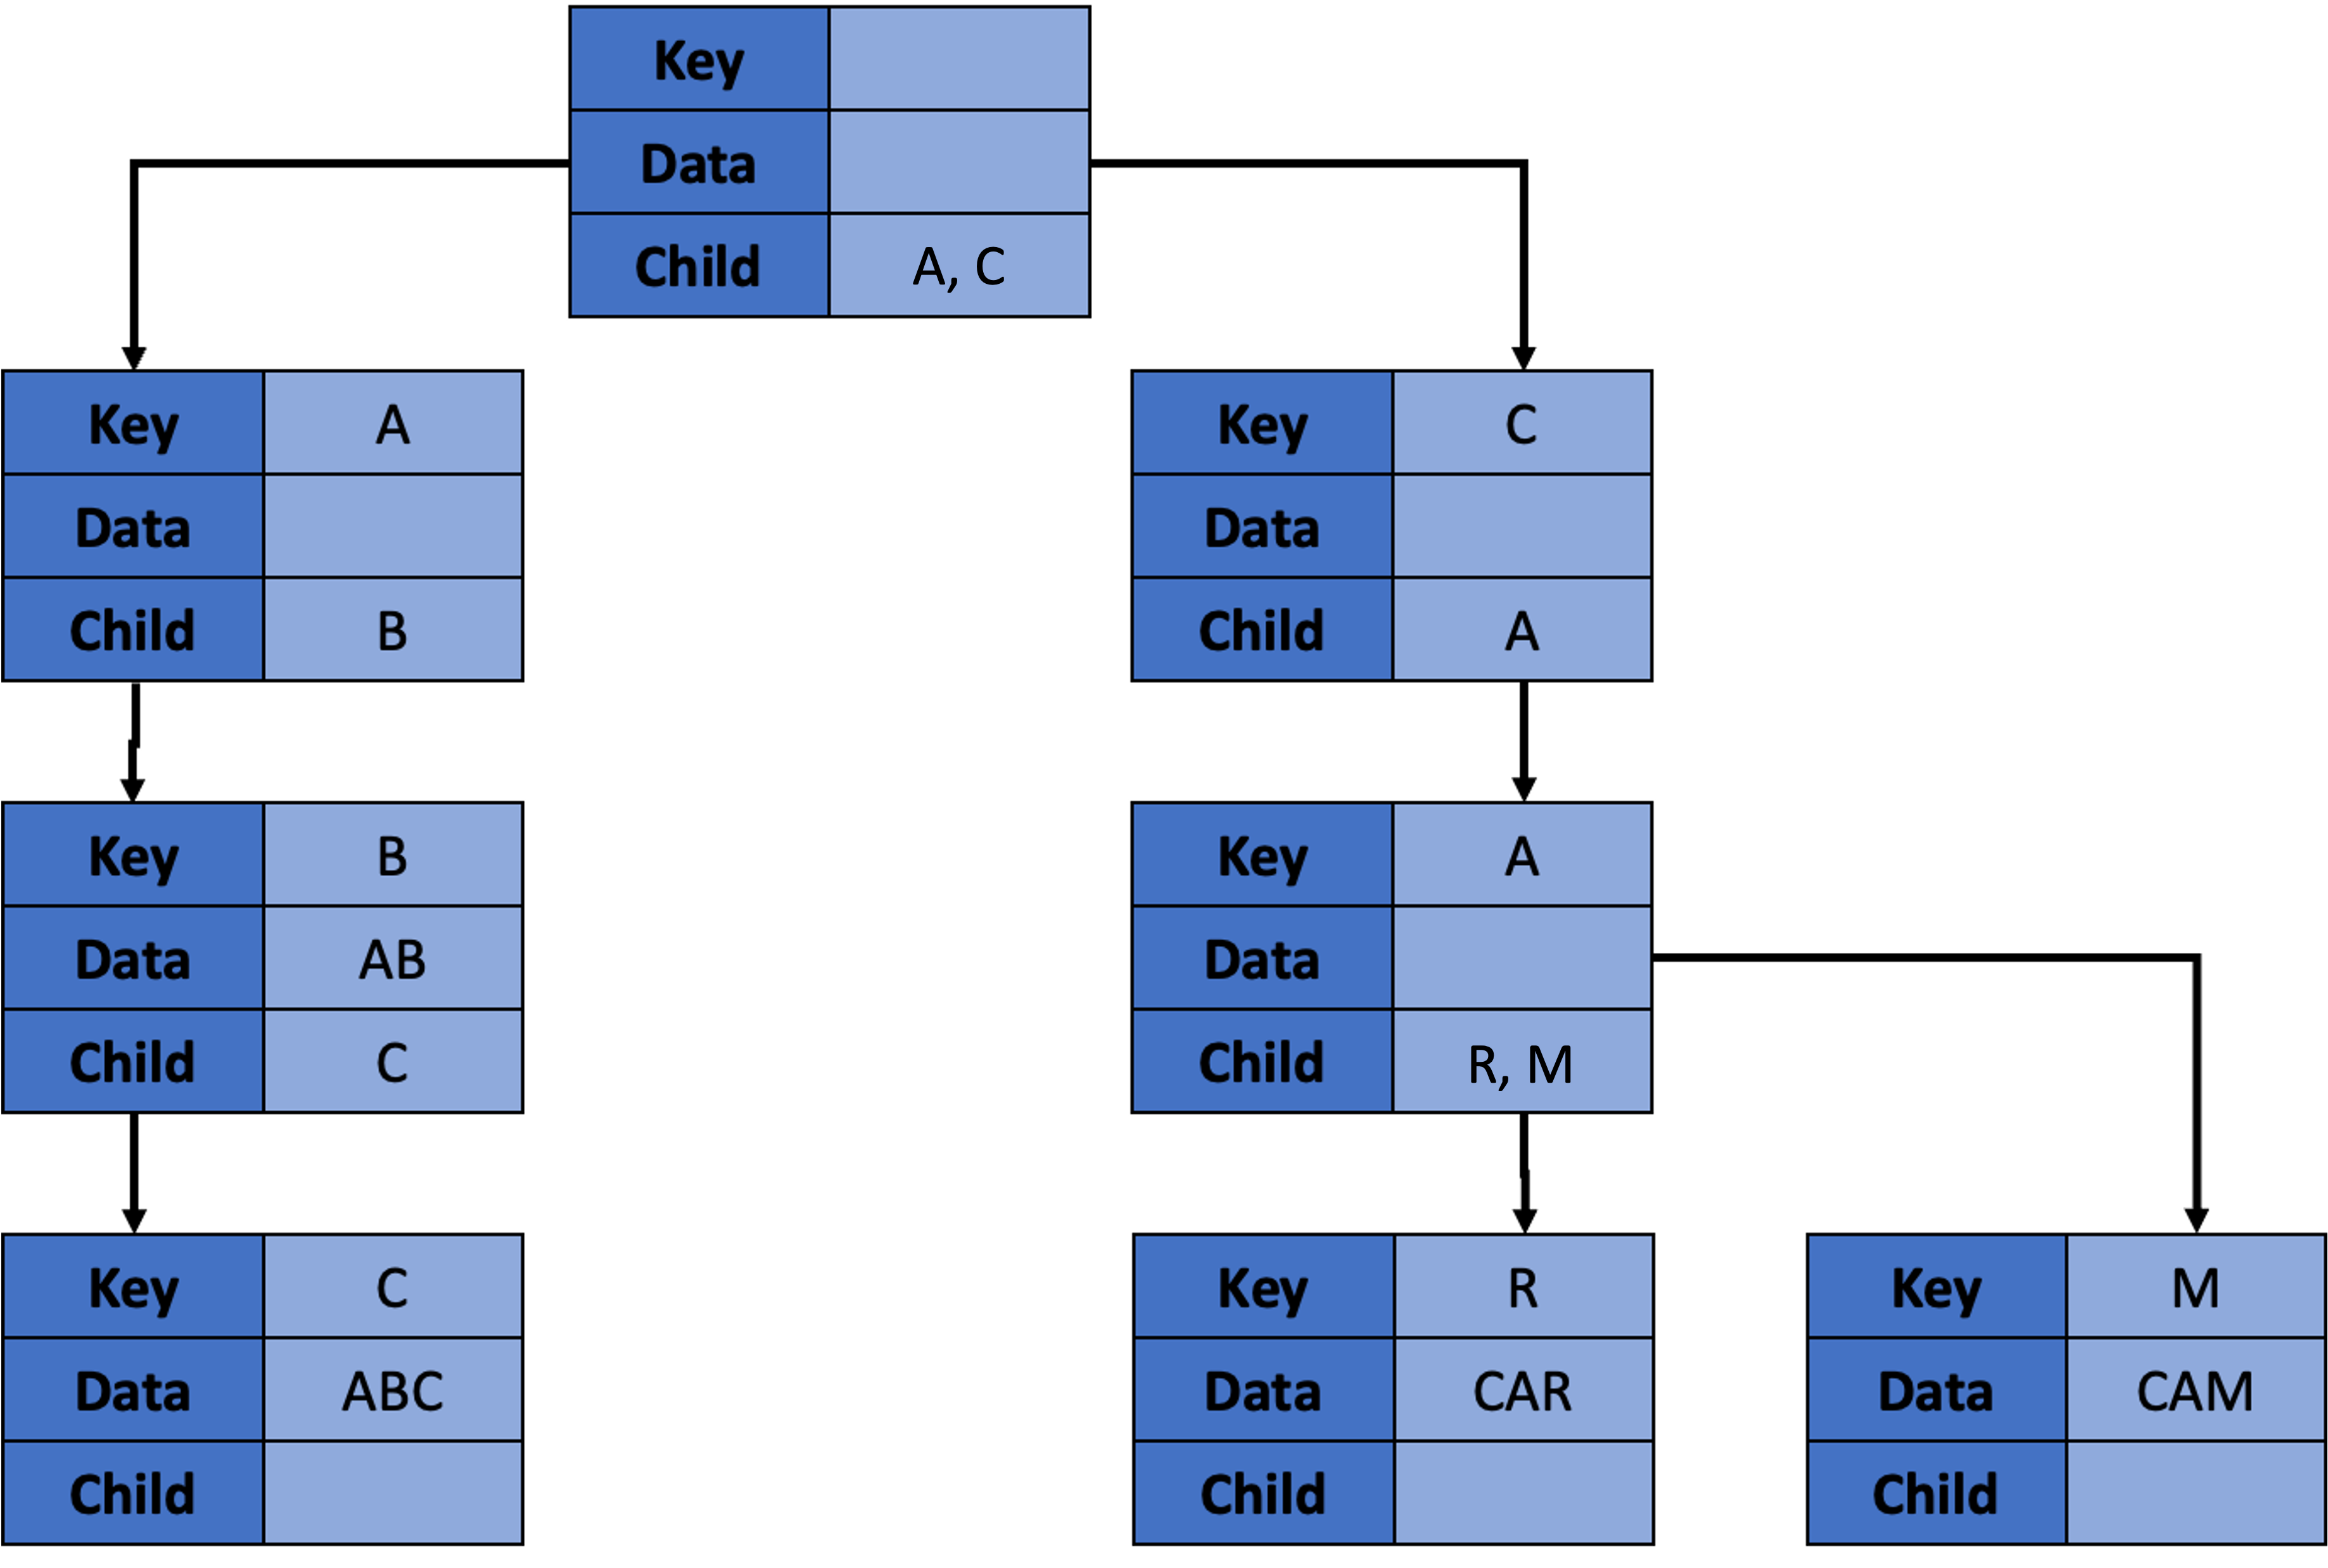 Key
Data
Child A, C
Key A
Data
Child B
Key C
Data
Child A
Key B
Data AB
Child C
Key A
Data
Child R, M
Key C
Data ABC
Child
Key R
Data CAR
Child
Key M
Data CAM
Child